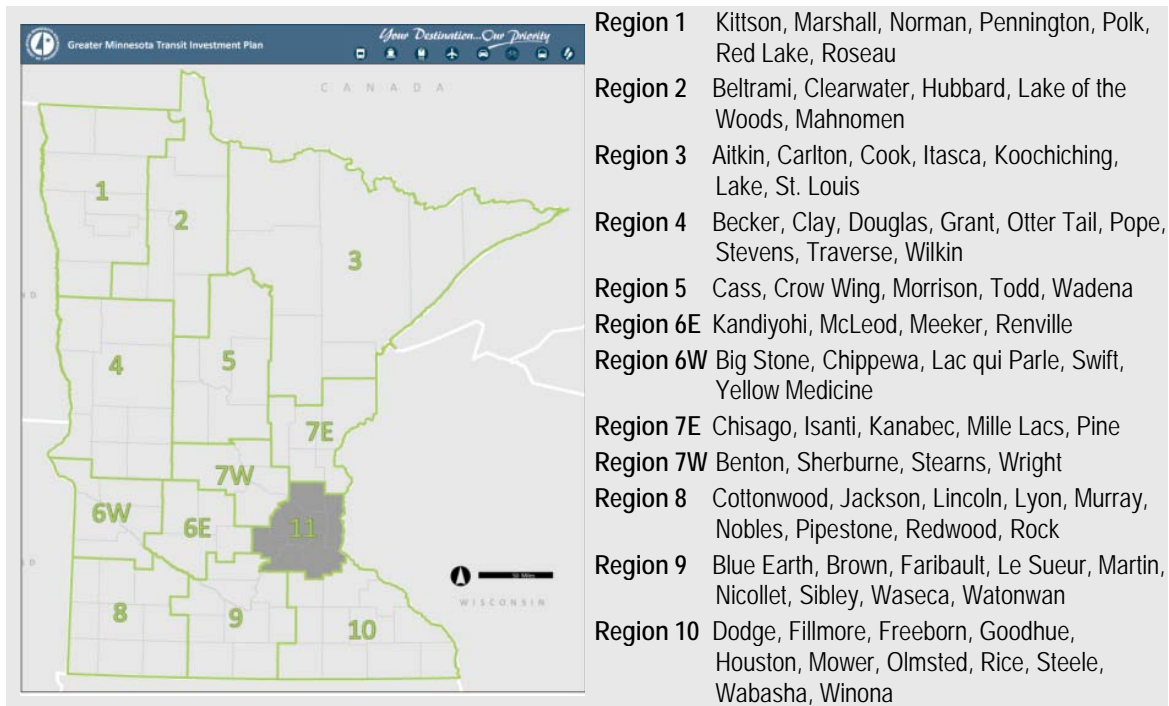 Greater Minnesota Transit Investment Plan
Your Destination...Our Priority
CANADA
1
2
3
4
5
7E
7W
6W
6E
11
50 Miles
WISCONSIN
8
9
10
Region 1 Kittson, Marshall, Norman, Pennington, Polk,
Red Lake, Roseau
Region 2 Beltrami, Clearwater, Hubbard, Lake of the
Woods, Mahnomen
Region 3 Aitkin, Carlton, Cook, Itasca, Koochiching,
Lake, St. Louis
Region 4 Becker, Clay, Douglas, Grant, Otter Tail, Pope,
Stevens, Traverse, Wilkin
Region 5 Cass, Crow Wing, Morrison, Todd, Wadena
Region 6E Kandiyohi, McLeod, Meeker, Renville
Region 6W Big Stone, Chippewa, Lac qui Parle, Swift,
Yellow Medicine
Region 7E Chisago, Isanti, Kanabec, Mille Lacs, Pine
Region 7W Benton, Sherburne, Stearns, Wright
Region 8 Cottonwood, Jackson, Lincoln, Lyon, Murray,
Nobles, Pipestone, Redwood, Rock
Region 9 Blue Earth, Brown, Faribault, Le Sueur, Martin,
Nicollet, Sibley, Waseca, Watonwan
Region 10 Dodge, Fillmore, Freeborn, Goodhue,
Houston, Mower, Olmsted, Rice, Steele,
Wabasha, Winona